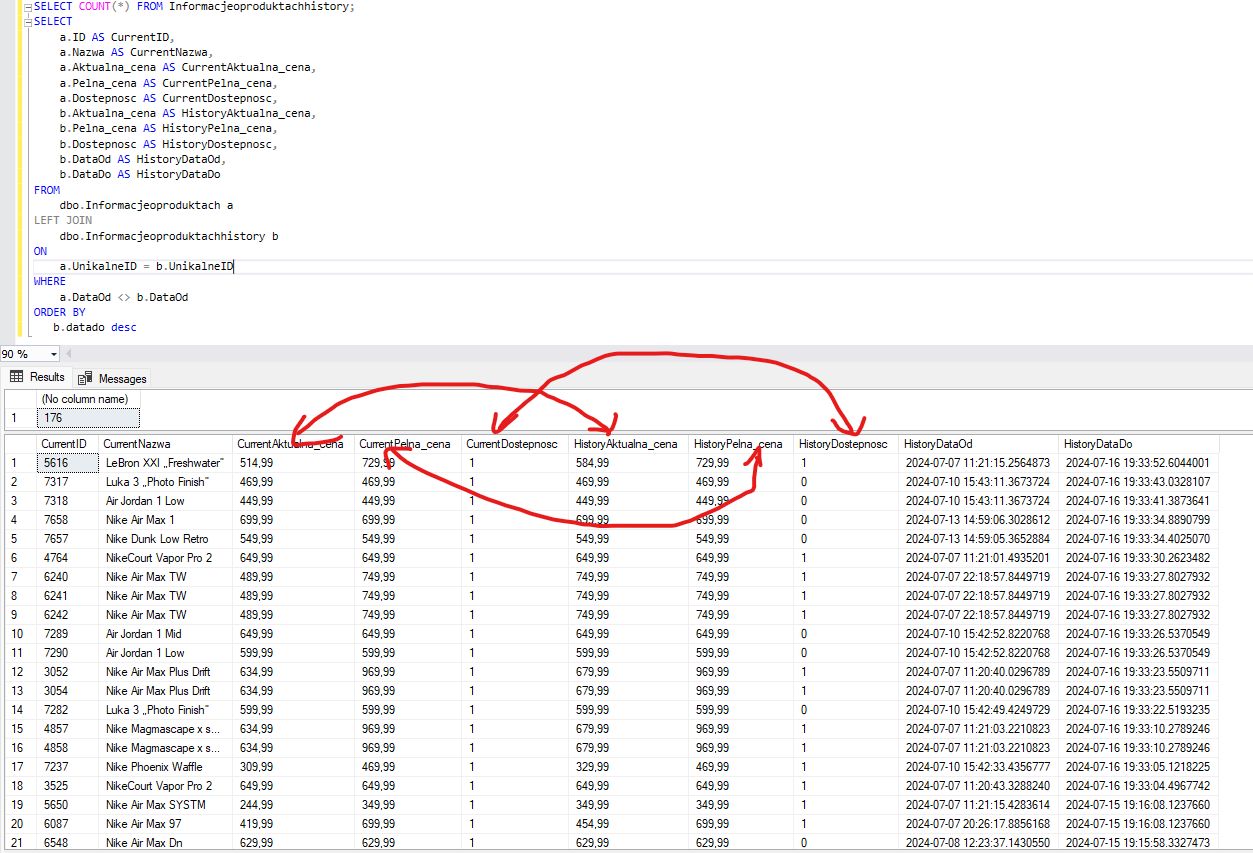 SELECT COUNT(*) FROM Informacjeoproduktachhistory;
SELECT
a.ID AS CurrentID,
a.Nazwa AS CurrentNazwa,
a.Aktualna_cena AS CurrentAktualna_cena,
a.Pelna_cena AS CurrentPelna_cena,
a.Dostepnosc AS CurrentDostepnosc,
b.Aktualna_cena AS HistoryAktualna_cena,
b.Pelna_cena AS HistoryPelna_cena,
b.Dostepnosc AS HistoryDostepnosc,
b.DataOd AS HistoryDataOd,
b.DataDo AS HistoryDataDo
FROM
dbo.Informacjeoproduktach a
LEFT JOIN
dbo.Informacjeoproduktachhistory b
ON
a.UnikalneID = b.UnikalneID
WHERE
a.DataOd <> b.DataOd
ORDER BY
b.datado desc
90 %
Results Messages
(No column name)
1 176
CurrentID CurrentNazwa CurrentAktualna_cena CurrentPelna_cena CurrentDostepnosc HistoryAktualna_cena HistoryPelna_cena HistoryDostepnosc HistoryDataOd HistoryDataDo
1 5616 LeBron XXI „Freshwater” 514,99 729,99 1 584,99 729,99 1 2024-07-07 11:21:15.2564873 2024-07-16 19:33:52.6044001
2 7317 Luka 3 „Photo Finish” 469,99 469,99 1 469,99 469,99 0 2024-07-10 15:43:11.3673724 2024-07-16 19:33:43.0328107
3 7318 Air Jordan 1 Low 449,99 449,99 1 449,99 449,99 0 2024-07-10 15:43:11.3673724 2024-07-16 19:33:41.3873641
4 7658 Nike Air Max 1 699,99 699,99 1 699,99 699,99 0 2024-07-13 14:59:06.3028612 2024-07-16 19:33:34.8890799
5 7657 Nike Dunk Low Retro 549,99 549,99 1 549,99 549,99 0 2024-07-13 14:59:05.3652884 2024-07-16 19:33:34.4025070
6 4764 NikeCourt Vapor Pro 2 649,99 649,99 1 649,99 649,99 1 2024-07-07 11:21:01.4935201 2024-07-16 19:33:30.2623482
7 6240 Nike Air Max TW 489,99 749,99 1 749,99 749,99 1 2024-07-07 22:18:57.8449719 2024-07-16 19:33:27.8027932
8 6241 Nike Air Max TW 489,99 749,99 1 749,99 749,99 1 2024-07-07 22:18:57.8449719 2024-07-16 19:33:27.8027932
9 6242 Nike Air Max TW 489,99 749,99 1 749,99 749,99 1 2024-07-07 22:18:57.8449719 2024-07-16 19:33:27.8027932
10 7289 Air Jordan 1 Mid 649,99 649,99 1 649,99 649,99 0 2024-07-10 15:42:52.8220768 2024-07-16 19:33:26.5370549
11 7290 Air Jordan 1 Low 599,99 599,99 1 599,99 599,99 0 2024-07-10 15:42:52.8220768 2024-07-16 19:33:26.5370549
12 3052 Nike Air Max Plus Drift 634,99 969,99 1 679,99 969,99 1 2024-07-07 11:20:40.0296789 2024-07-16 19:33:23.5509711
13 3054 Nike Air Max Plus Drift 634,99 969,99 1 679,99 969,99 1 2024-07-07 11:20:40.0296789 2024-07-16 19:33:23.5509711
14 7282 Luka 3 „Photo Finish” 599,99 599,99 1 599,99 599,99 0 2024-07-10 15:42:49.4249729 2024-07-16 19:33:22.5193235
15 4857 Nike Magmascape x s... 634,99 969,99 1 679,99 969,99 1 2024-07-07 11:21:03.2210823 2024-07-16 19:33:10.2789246
16 4858 Nike Magmascape x s... 634,99 969,99 1 679,99 969,99 1 2024-07-07 11:21:03.2210823 2024-07-16 19:33:10.2789246
17 7237 Nike Phoenix Waffle 309,99 469,99 1 329,99 469,99 1 2024-07-10 15:42:33.4356777 2024-07-16 19:33:05.1218225
18 3525 NikeCourt Vapor Pro 2 649,99 649,99 1 649,99 649,99 1 2024-07-07 11:20:43.3288240 2024-07-16 19:33:04.4967742
19 5650 Nike Air Max SYSTM 244,99 349,99 1 349,99 349,99 1 2024-07-07 11:21:15.4283614 2024-07-15 19:16:08.1237660
20 6087 Nike Air Max 97 419,99 699,99 1 454,99 699,99 1 2024-07-07 20:26:17.8856168 2024-07-15 19:16:08.1237660
21 6548 Nike Air Max Dn 629,99 629,99 1 629,99 629,99 0 2024-07-08 12:23:37.1430550 2024-07-15 19:15:58.3327473